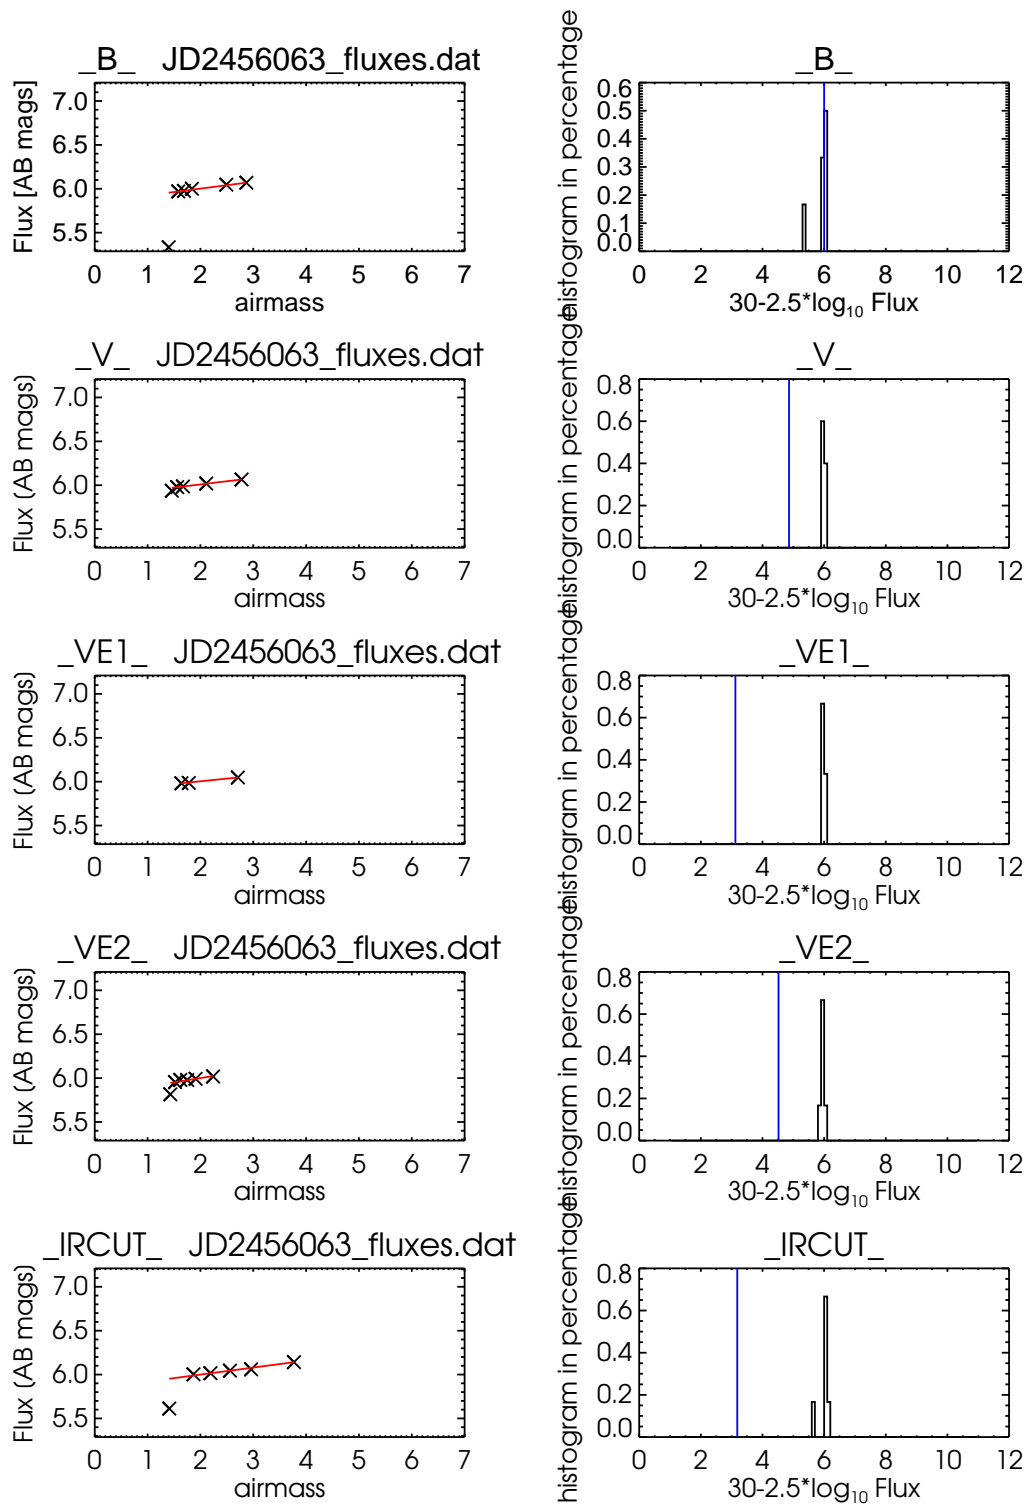 _B_ JD2456063_fluxes.dat
Flux [AB mags]
7.0
6.5
6.0
5.5
0 1 2 3 4 5 6 7
airmass
_B_
histogram in percentage
0.6
0.5
0.4
0.3
0.2
0.1
0.0
0 2 4 6 8 10 12
30-2.5*log10 Flux
_V_ JD2456063_fluxes.dat
Flux (AB mags)
7.0
6.5
6.0
5.5
0 1 2 3 4 5 6 7
airmass
_V_
histogram in percentage
0.8
0.6
0.4
0.2
0.0
0 2 4 6 8 10 12
30-2.5*log10 Flux
_VE1_ JD2456063_fluxes.dat
Flux (AB mags)
7.0
6.5
6.0
5.5
0 1 2 3 4 5 6 7
airmass
_VE1_
histogram in percentage
0.8
0.6
0.4
0.2
0.0
0 2 4 6 8 10 12
30-2.5*log10 Flux
_VE2_ JD2456063_fluxes.dat
Flux (AB mags)
7.0
6.5
6.0
5.5
0 1 2 3 4 5 6 7
airmass
_VE2_
histogram in percentage
0.8
0.6
0.4
0.2
0.0
0 2 4 6 8 10 12
30-2.5*log10 Flux
_IRCUT_ JD2456063_fluxes.dat
Flux (AB mags)
7.0
6.5
6.0
5.5
0 1 2 3 4 5 6 7
airmass
_IRCUT_
histogram in percentage
0.8
0.6
0.4
0.2
0.0
0 2 4 6 8 10 12
30-2.5*log10 Flux